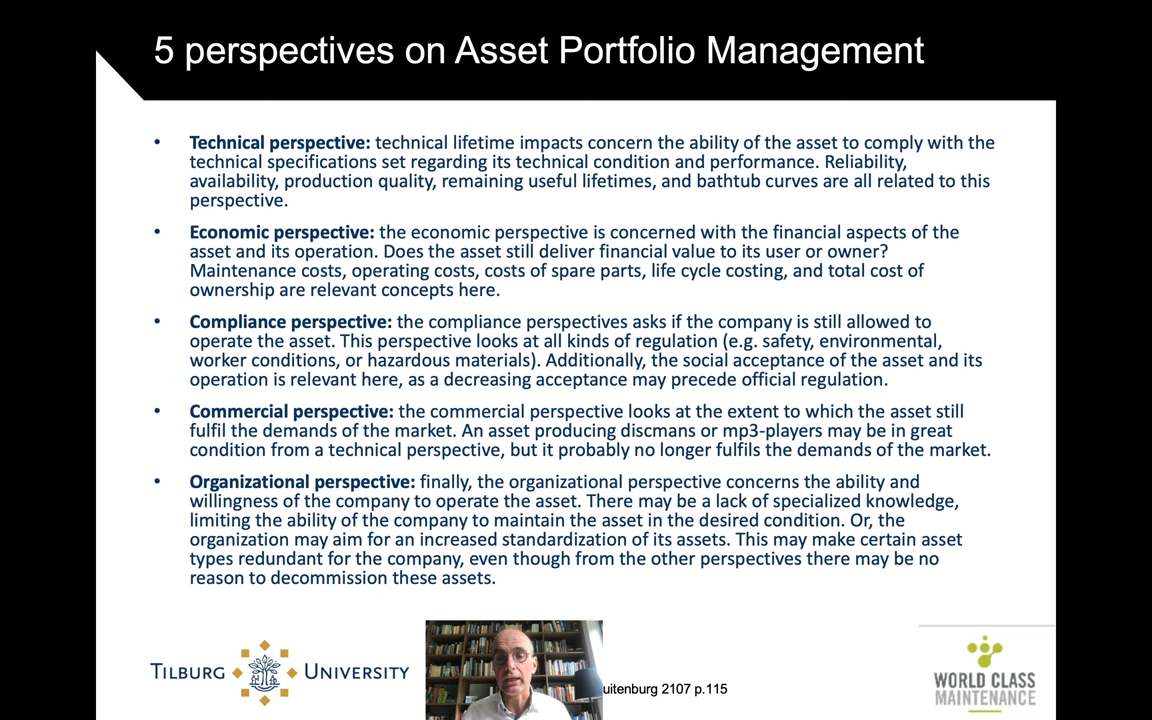 5 perspectives on Asset Portfolio Management
• Technical perspective: technical lifetime impacts concern the ability of the asset to comply with the
technical specifications set regarding its technical condition and performance. Reliability,
availability, production quality, remaining useful lifetimes, and bathtub curves are all related to this
perspective.
• Economic perspective: the economic perspective is concerned with the financial aspects of the
asset and its operation. Does the asset still deliver financial value to its user or owner?
Maintenance costs, operating costs, costs of spare parts, life cycle costing, and total cost of
ownership are relevant concepts here.
• Compliance perspective: the compliance perspectives asks if the company is still allowed to
operate the asset. This perspective looks at all kinds of regulation (e.g. safety, environmental,
worker conditions, or hazardous materials). Additionally, the social acceptance of the asset and its
operation is relevant here, as a decreasing acceptance may precede official regulation.
• Commercial perspective: the commercial perspective looks at the extent to which the asset still
fulfil the demands of the market. An asset producing discmans or mp3-players may be in great
condition from a technical perspective, but it probably no longer fulfils the demands of the market.
• Organizational perspective: finally, the organizational perspective concerns the ability and
willingness of the company to operate the asset. There may be a lack of specialized knowledge,
limiting the ability of the company to maintain the asset in the desired condition. Or, the
organization may aim for an increased standardization of its assets. This may make certain asset
types redundant for the company, even though from the other perspectives there may be no
reason to decommission these assets.
TILBURG UNIVERSITY
uitenburg 2107 p.115
WORLD CLASS
MAINTENANCE